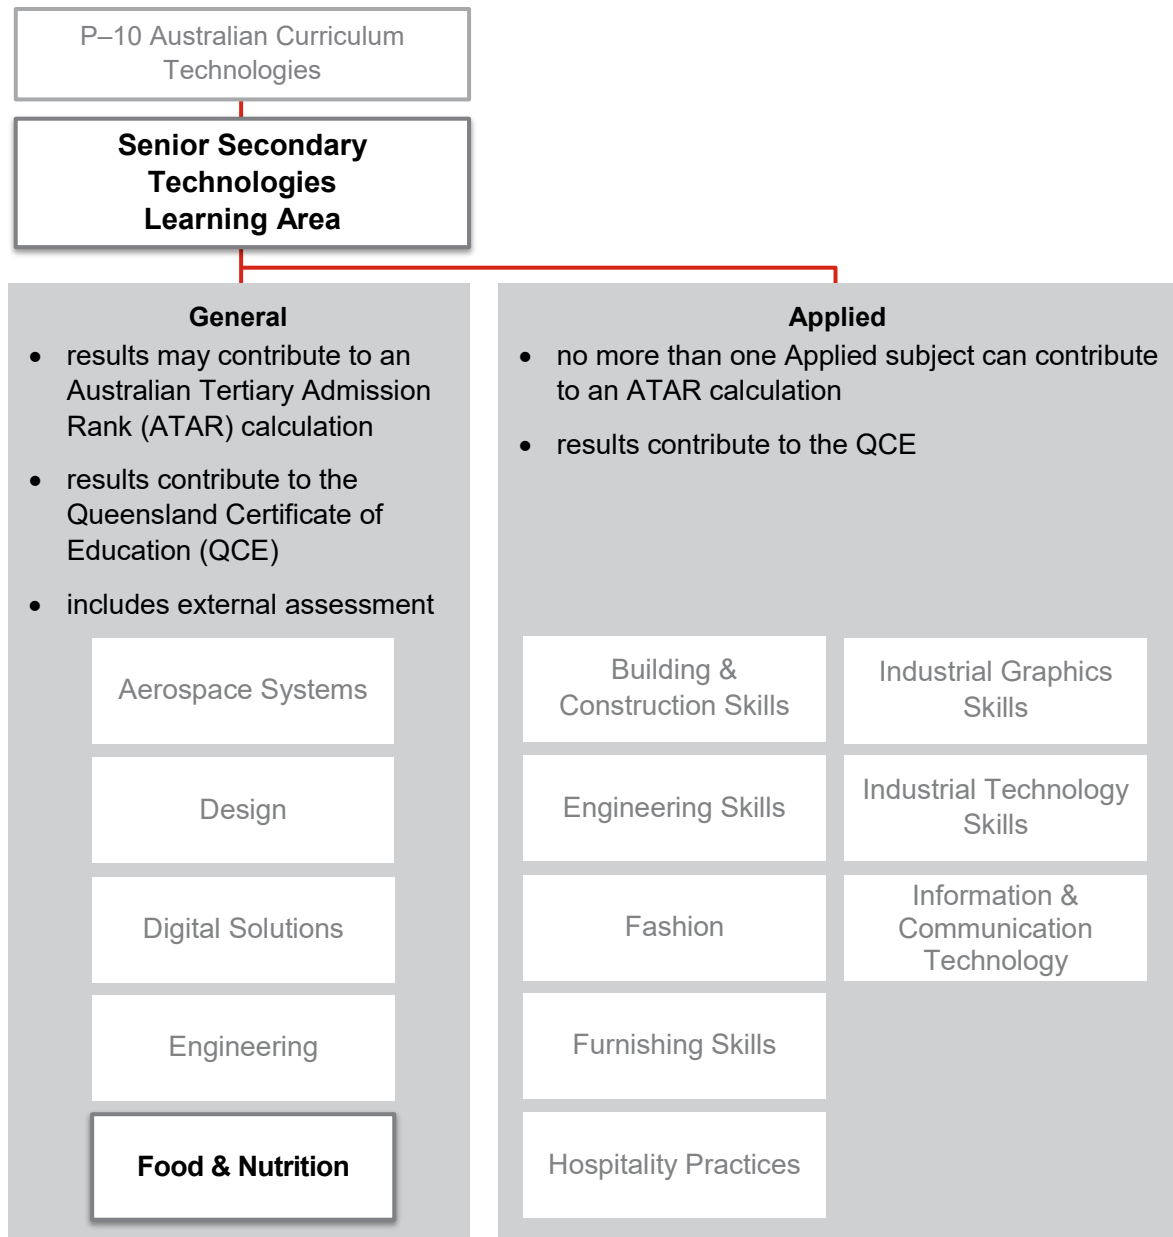 P–10 Australian Curriculum
Technologies
Senior Secondary
Technologies
Learning Area
General
• results may contribute to an
Australian Tertiary Admission
Rank (ATAR) calculation
• results contribute to the
Queensland Certificate of
Education (QCE)
• includes external assessment
Aerospace Systems
Design
Digital Solutions
Engineering
Food & Nutrition
Applied
• no more than one Applied subject can contribute
to an ATAR calculation
• results contribute to the QCE
Building &
Construction Skills
Engineering Skills
Fashion
Furnishing Skills
Hospitality Practices
Industrial Graphics
Skills
Industrial Technology
Skills
Information &
Communication
Technology